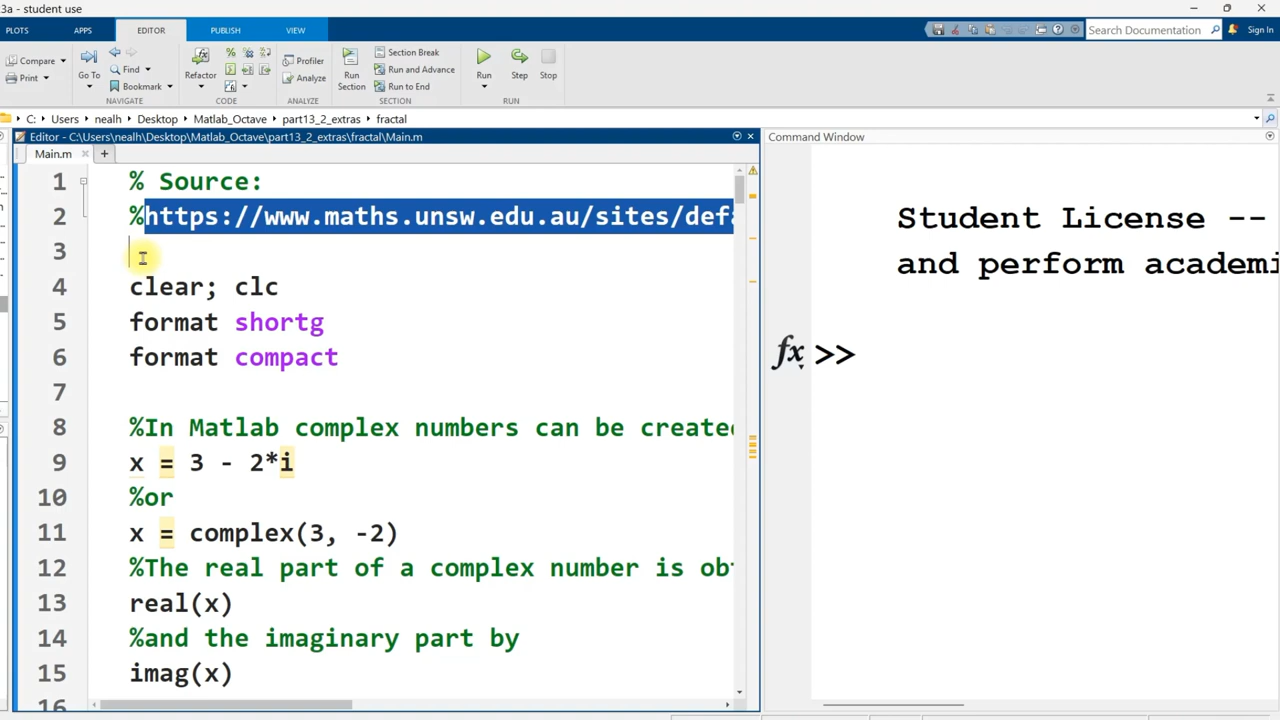 3a - student use
PLOTS APPS EDITOR PUBLISH VIEW
Search Documentation Sign In
Compare Print Go To Find Bookmark Refactor Profiler Analyze Run Section Section Break Run and Advance Run to End Run Step Stop
NAVIGATE CODE ANALYZE SECTION RUN
C: Users nealh Desktop Matlab_Octave part13_2_extras fractal
Editor - C:\Users\nealh\Desktop\Matlab_Octave\part13_2_extras\fractal\Main.m
Main.m
1 % Source:
2 %https://www.maths.unsw.edu.au/sites/defa
3
4 clear; clc
5 format shortg
6 format compact
7
8 %In Matlab complex numbers can be created
9 x = 3 - 2*i
10 %or
11 x = complex(3, -2)
12 %The real part of a complex number is obt
13 real(x)
14 %and the imaginary part by
15 imag(x)
16
Command Window
Student License --
and perform academi
fx >>